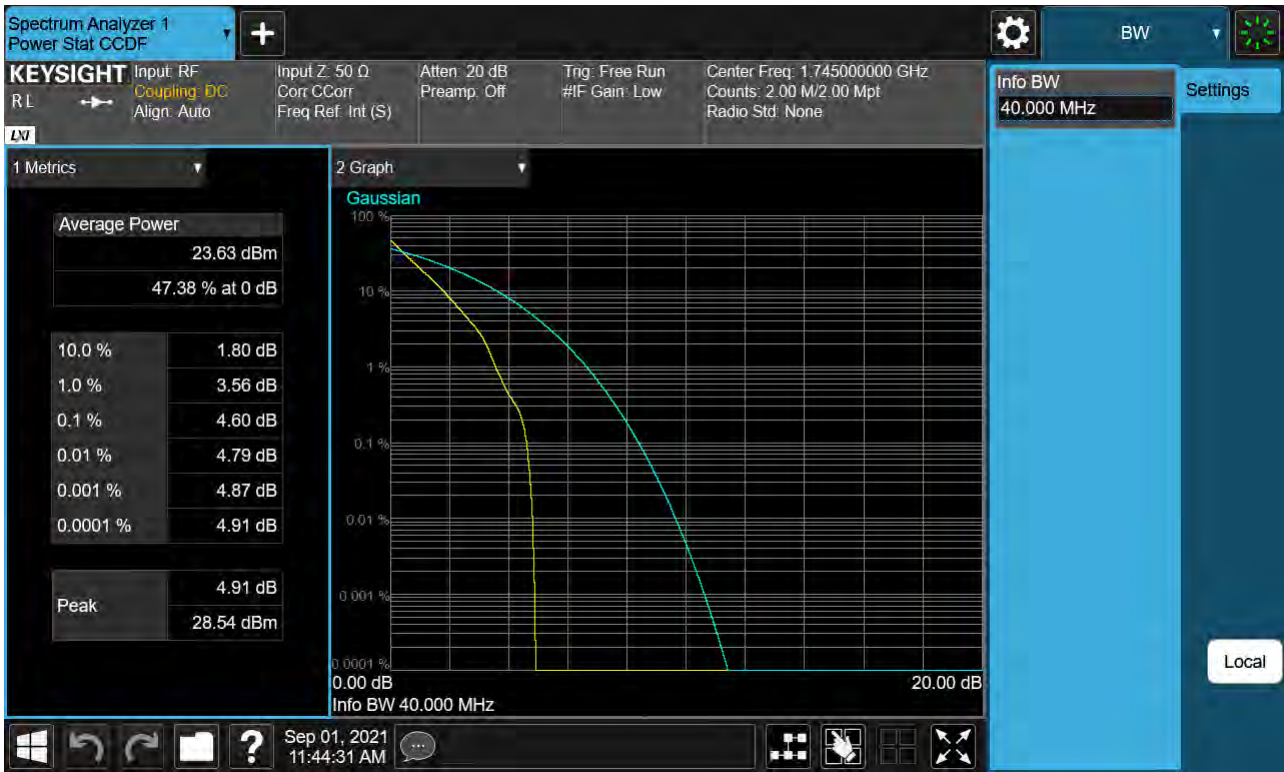 Spectrum Analyzer 1
Power Stat CCDF
+
BW
KEYSIGHT
RL
LXI
Input: RF
Coupling: DC
Align: Auto
Input Z: 50 Ω
Corr CCorr
Freq Ref: Int (S)
Atten: 20 dB
Preamp: Off
Trig: Free Run
#IF Gain: Low
Center Freq: 1.745000000 GHz
Counts: 2.00 M/2.00 Mpt
Radio Std: None
Info BW
40.000 MHz
Settings
1 Metrics
Average Power
23.63 dBm
47.38 % at 0 dB
10.0 % 1.80 dB
1.0 % 3.56 dB
0.1 % 4.60 dB
0.01 % 4.79 dB
0.001 % 4.87 dB
0.0001 % 4.91 dB
Peak
4.91 dB
28.54 dBm
2 Graph
Gaussian
100 %
10 %
1 %
0.1 %
0.01 %
0.001 %
0.0001 %
0.00 dB 20.00 dB
Info BW 40.000 MHz
Local
?
Sep 01, 2021
11:44:31 AM